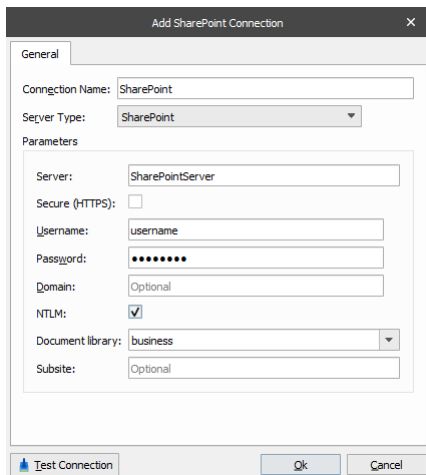 Add SharePoint Connection ×
General
Connection Name: SharePoint
Server Type: SharePoint
Parameters
Server: SharePointServer
Secure (HTTPS):
Username: username
Password: ●●●●●●●●
Domain: Optional
NTLM:
Document library: business
Subsite: Optional
Test Connection Ok Cancel